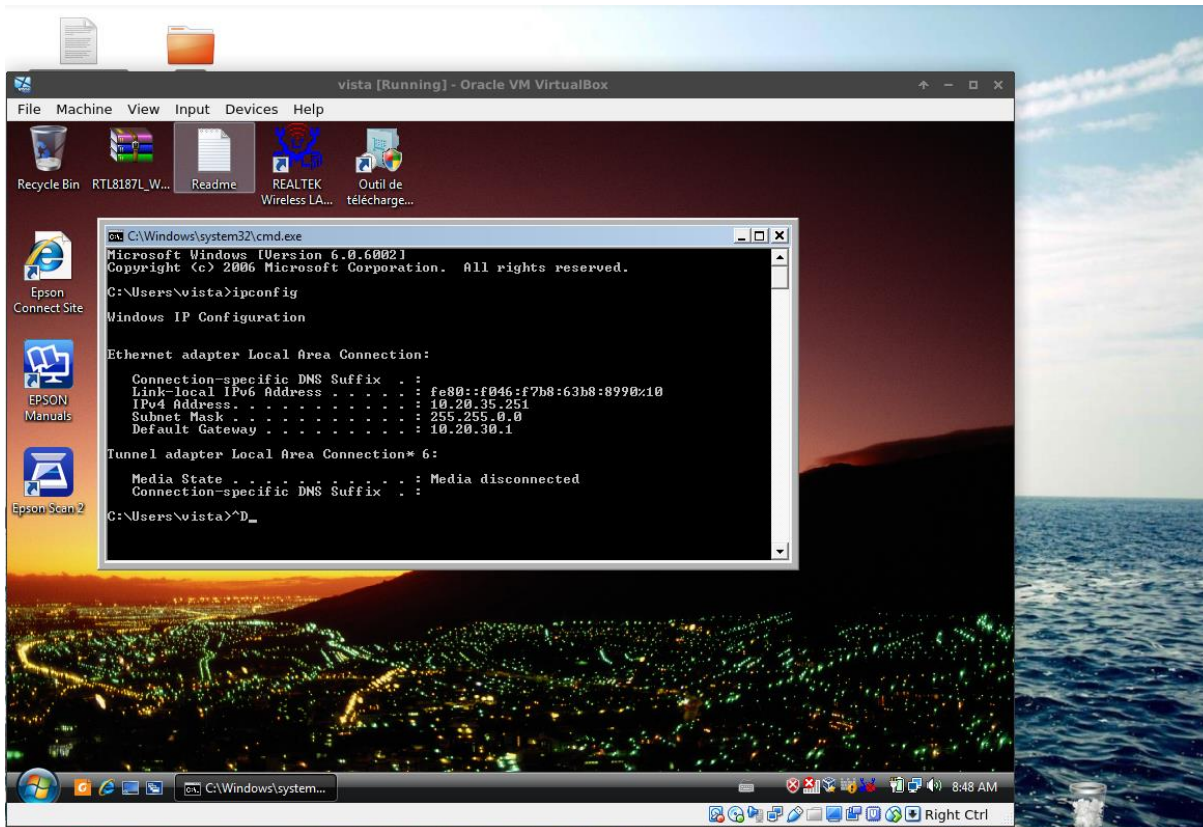 vista [Running] - Oracle VM VirtualBox
File Machine View Input Devices Help
Recycle Bin
RTL8187L_W...
Readme
REALTEK
Wireless LA...
Outil de
télécharge...
Epson
Connect Site
EPSON
Manuals
Epson Scan 2
C:\Windows\system32\cmd.exe
Microsoft Windows [Version 6.0.6002]
Copyright (c) 2006 Microsoft Corporation. All rights reserved.
C:\Users\vista>ipconfig
Windows IP Configuration
Ethernet adapter Local Area Connection:
Connection-specific DNS Suffix . :
Link-local IPv6 Address . . . . . : fe80::f046:f7b8:63b8:8990%10
IPv4 Address. . . . . . . . . . . : 10.20.35.251
Subnet Mask . . . . . . . . . . . : 255.255.0.0
Default Gateway . . . . . . . . . : 10.20.30.1
Tunnel adapter Local Area Connection* 6:
Media State . . . . . . . . . . . : Media disconnected
Connection-specific DNS Suffix . :
C:\Users\vista>^D_
C:\Windows\system...
8:48 AM
Right Ctrl